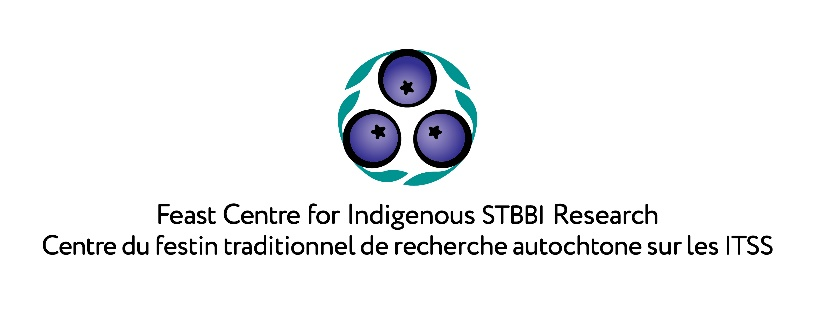 Feast Centre for Indigenous STBBI Research
Centre du festin traditionnel de recherche autochtone sur les ITSS